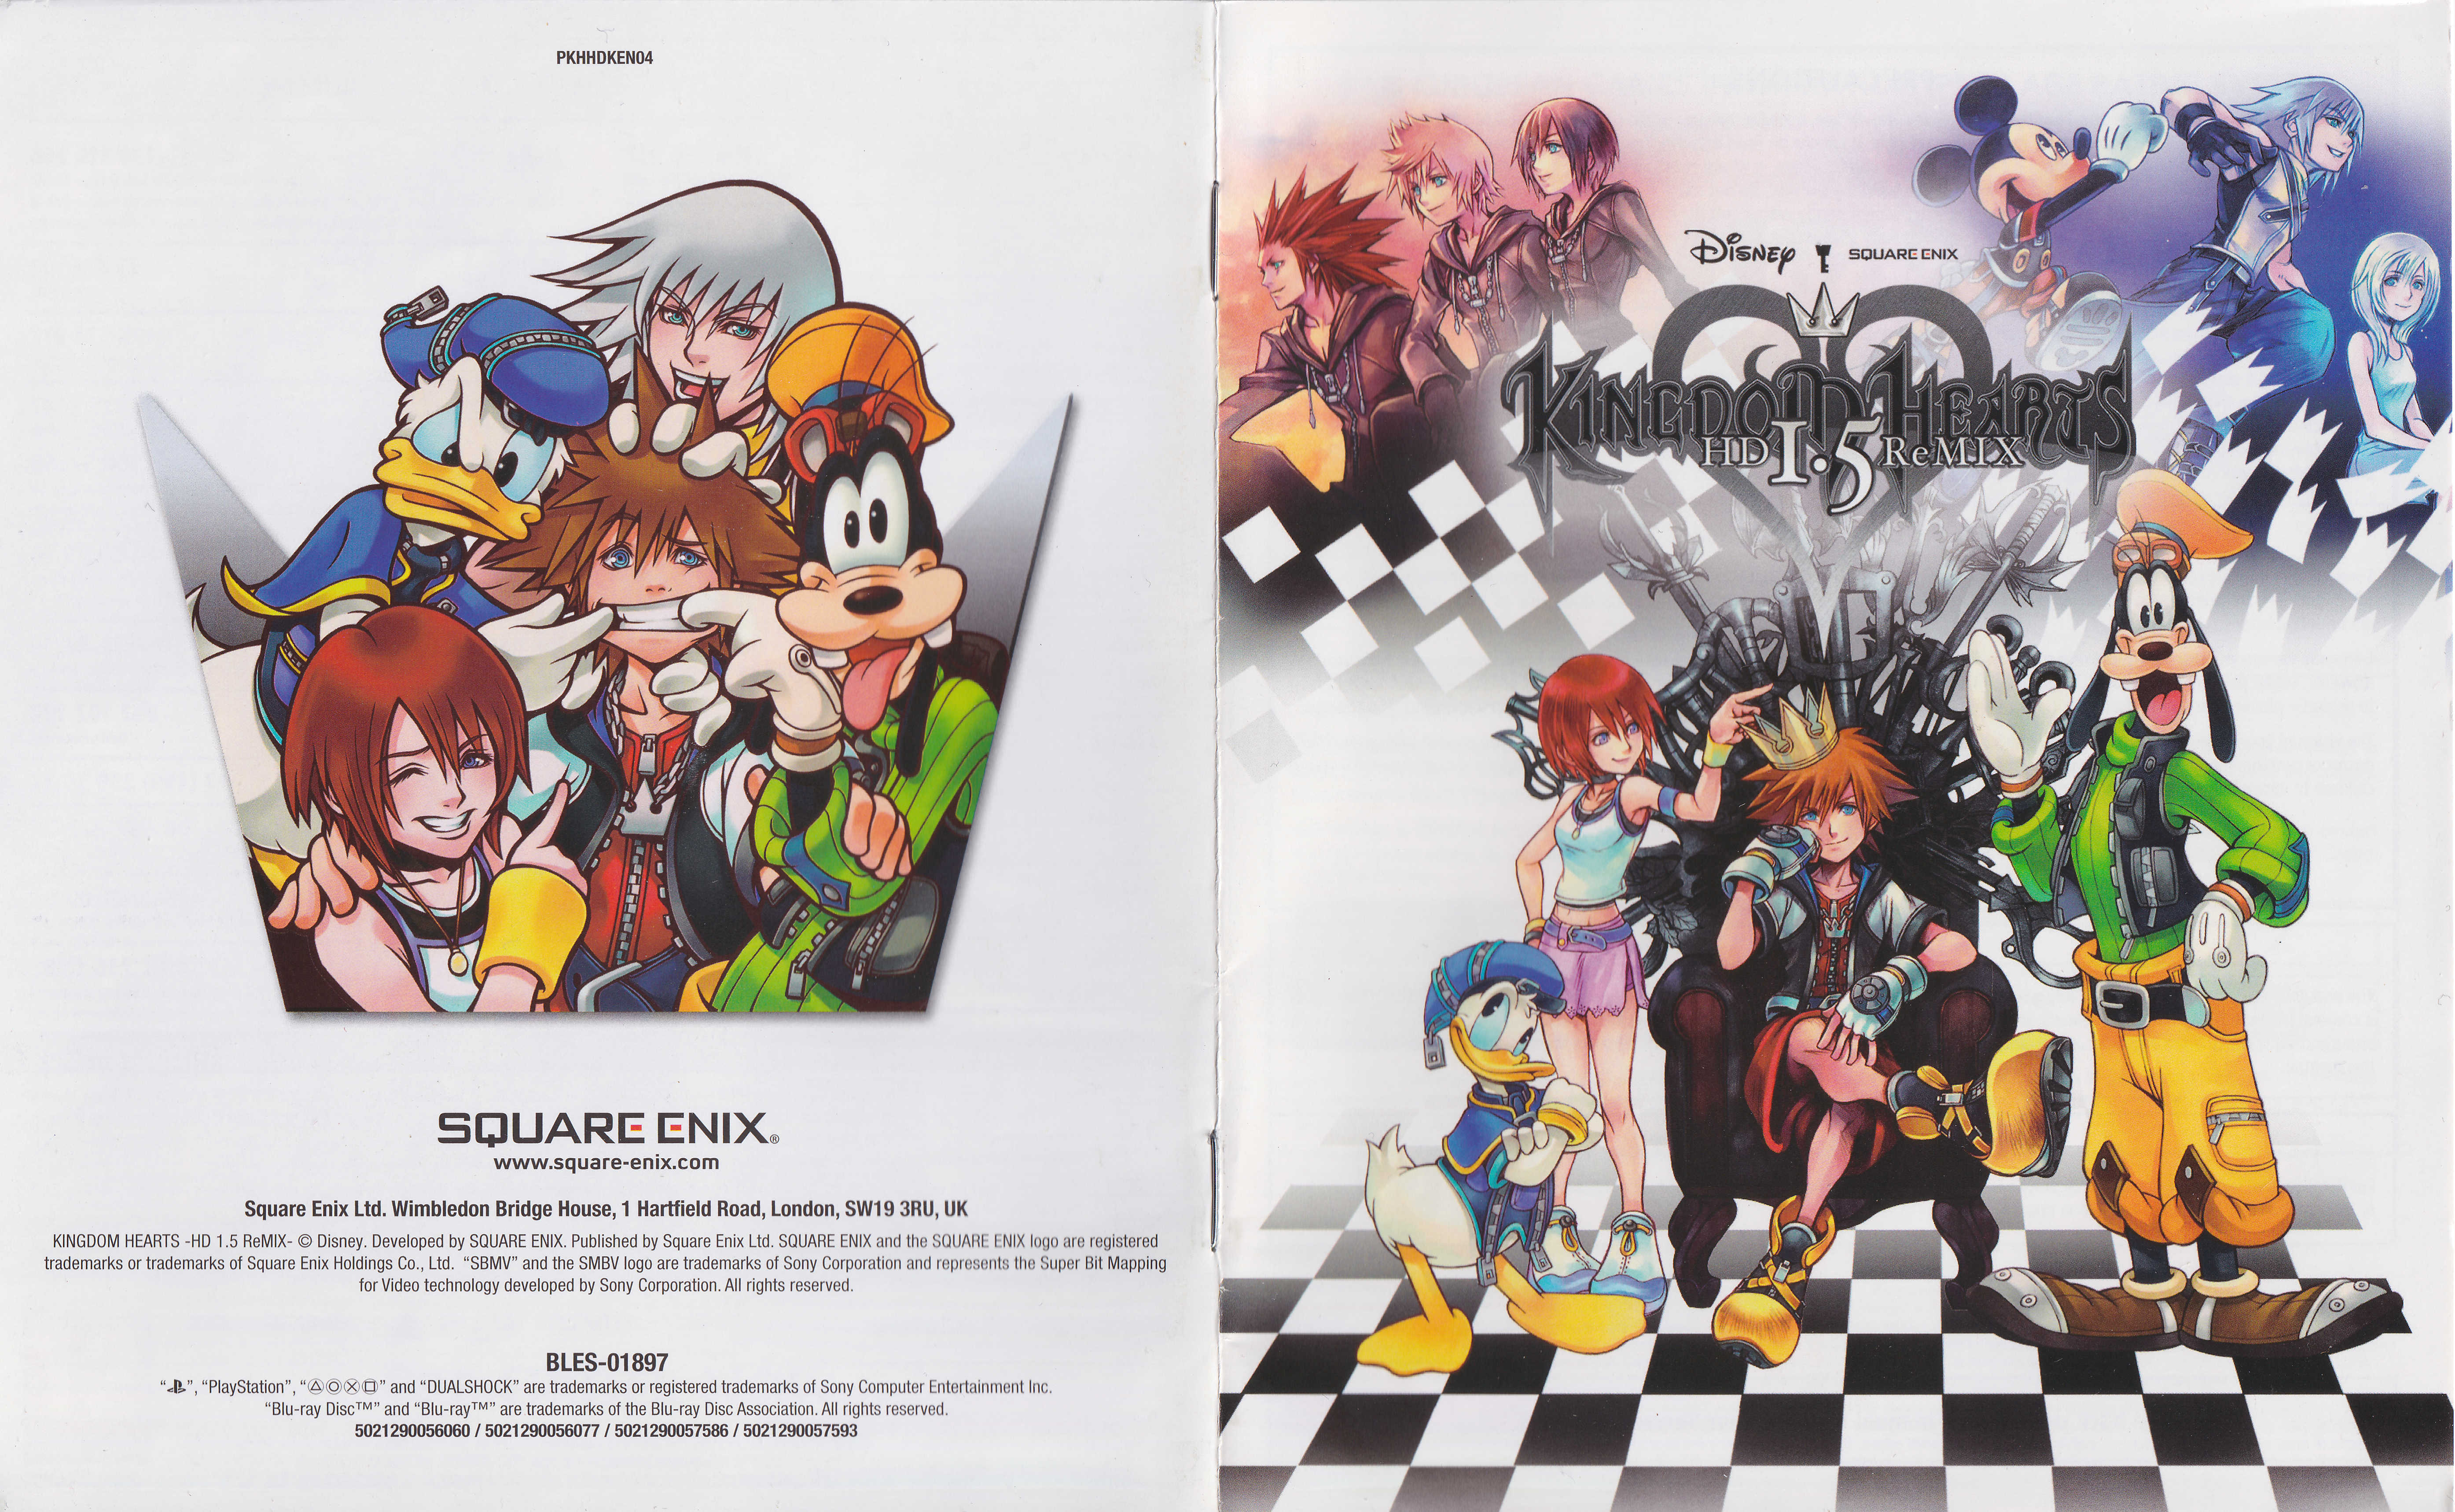 PKHHDKEN04
SQUARE ENIX®
www.square-enix.com
Square Enix Ltd. Wimbledon Bridge House, 1 Hartfield Road, London, SW19 3RU, UK
KINGDOM HEARTS -HD 1.5 ReMIX- © Disney. Developed by SQUARE ENIX. Published by Square Enix Ltd. SQUARE ENIX and the SQUARE ENIX logo are registered
trademarks or trademarks of Square Enix Holdings Co., Ltd. “SBMV” and the SMBV logo are trademarks of Sony Corporation and represents the Super Bit Mapping
for Video technology developed by Sony Corporation. All rights reserved.
BLES-01897
“”, “PlayStation”, “△○×□” and “DUALSHOCK” are trademarks or registered trademarks of Sony Computer Entertainment Inc.
“Blu-ray Disc™” and “Blu-ray™” are trademarks of the Blu-ray Disc Association. All rights reserved.
5021290056060 / 5021290056077 / 5021290057586 / 5021290057593
Disney SQUARE ENIX
KINGDOM HEARTS
HD I.5 ReMIX